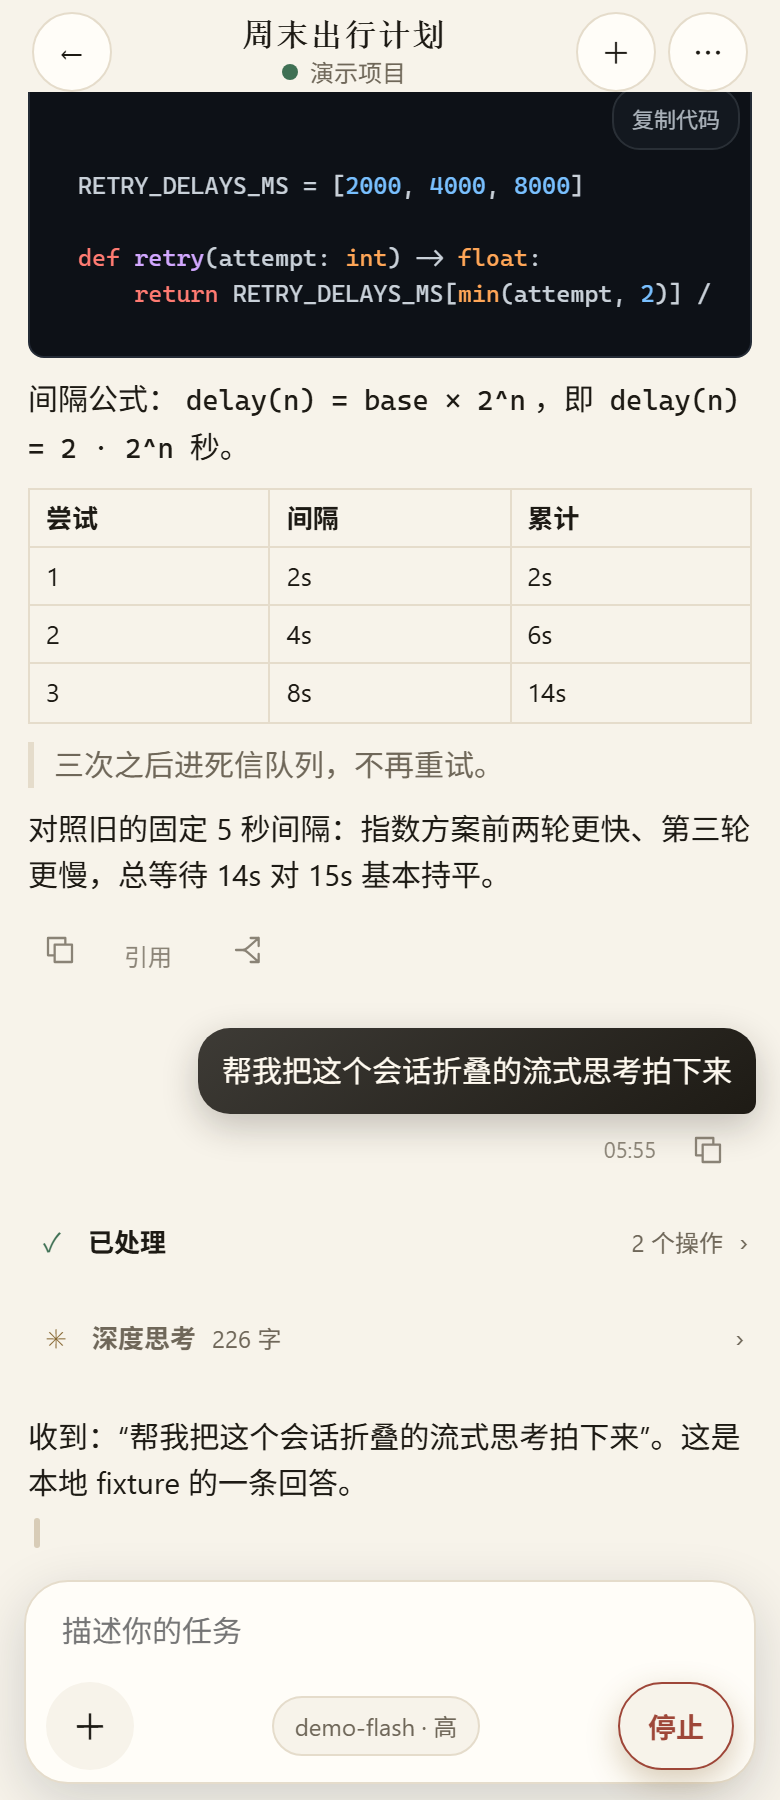 周末出行计划
演示项目
复制代码
RETRY_DELAYS_MS = [2000, 4000, 8000]
def retry(attempt: int) -> float:
return RETRY_DELAYS_MS[min(attempt, 2)] /
间隔公式： delay(n) = base × 2^n，即 delay(n)
= 2 · 2^n 秒。
尝试 间隔 累计
1 2s 2s
2 4s 6s
3 8s 14s
三次之后进死信队列，不再重试。
对照旧的固定 5 秒间隔：指数方案前两轮更快、第三轮
更慢，总等待 14s 对 15s 基本持平。
引用
帮我把这个会话折叠的流式思考拍下来
05:55
✓ 已处理 2 个操作 ›
深度思考 226 字 ›
收到：“帮我把这个会话折叠的流式思考拍下来”。这是
本地 fixture 的一条回答。
描述你的任务
demo-flash · 高
停止